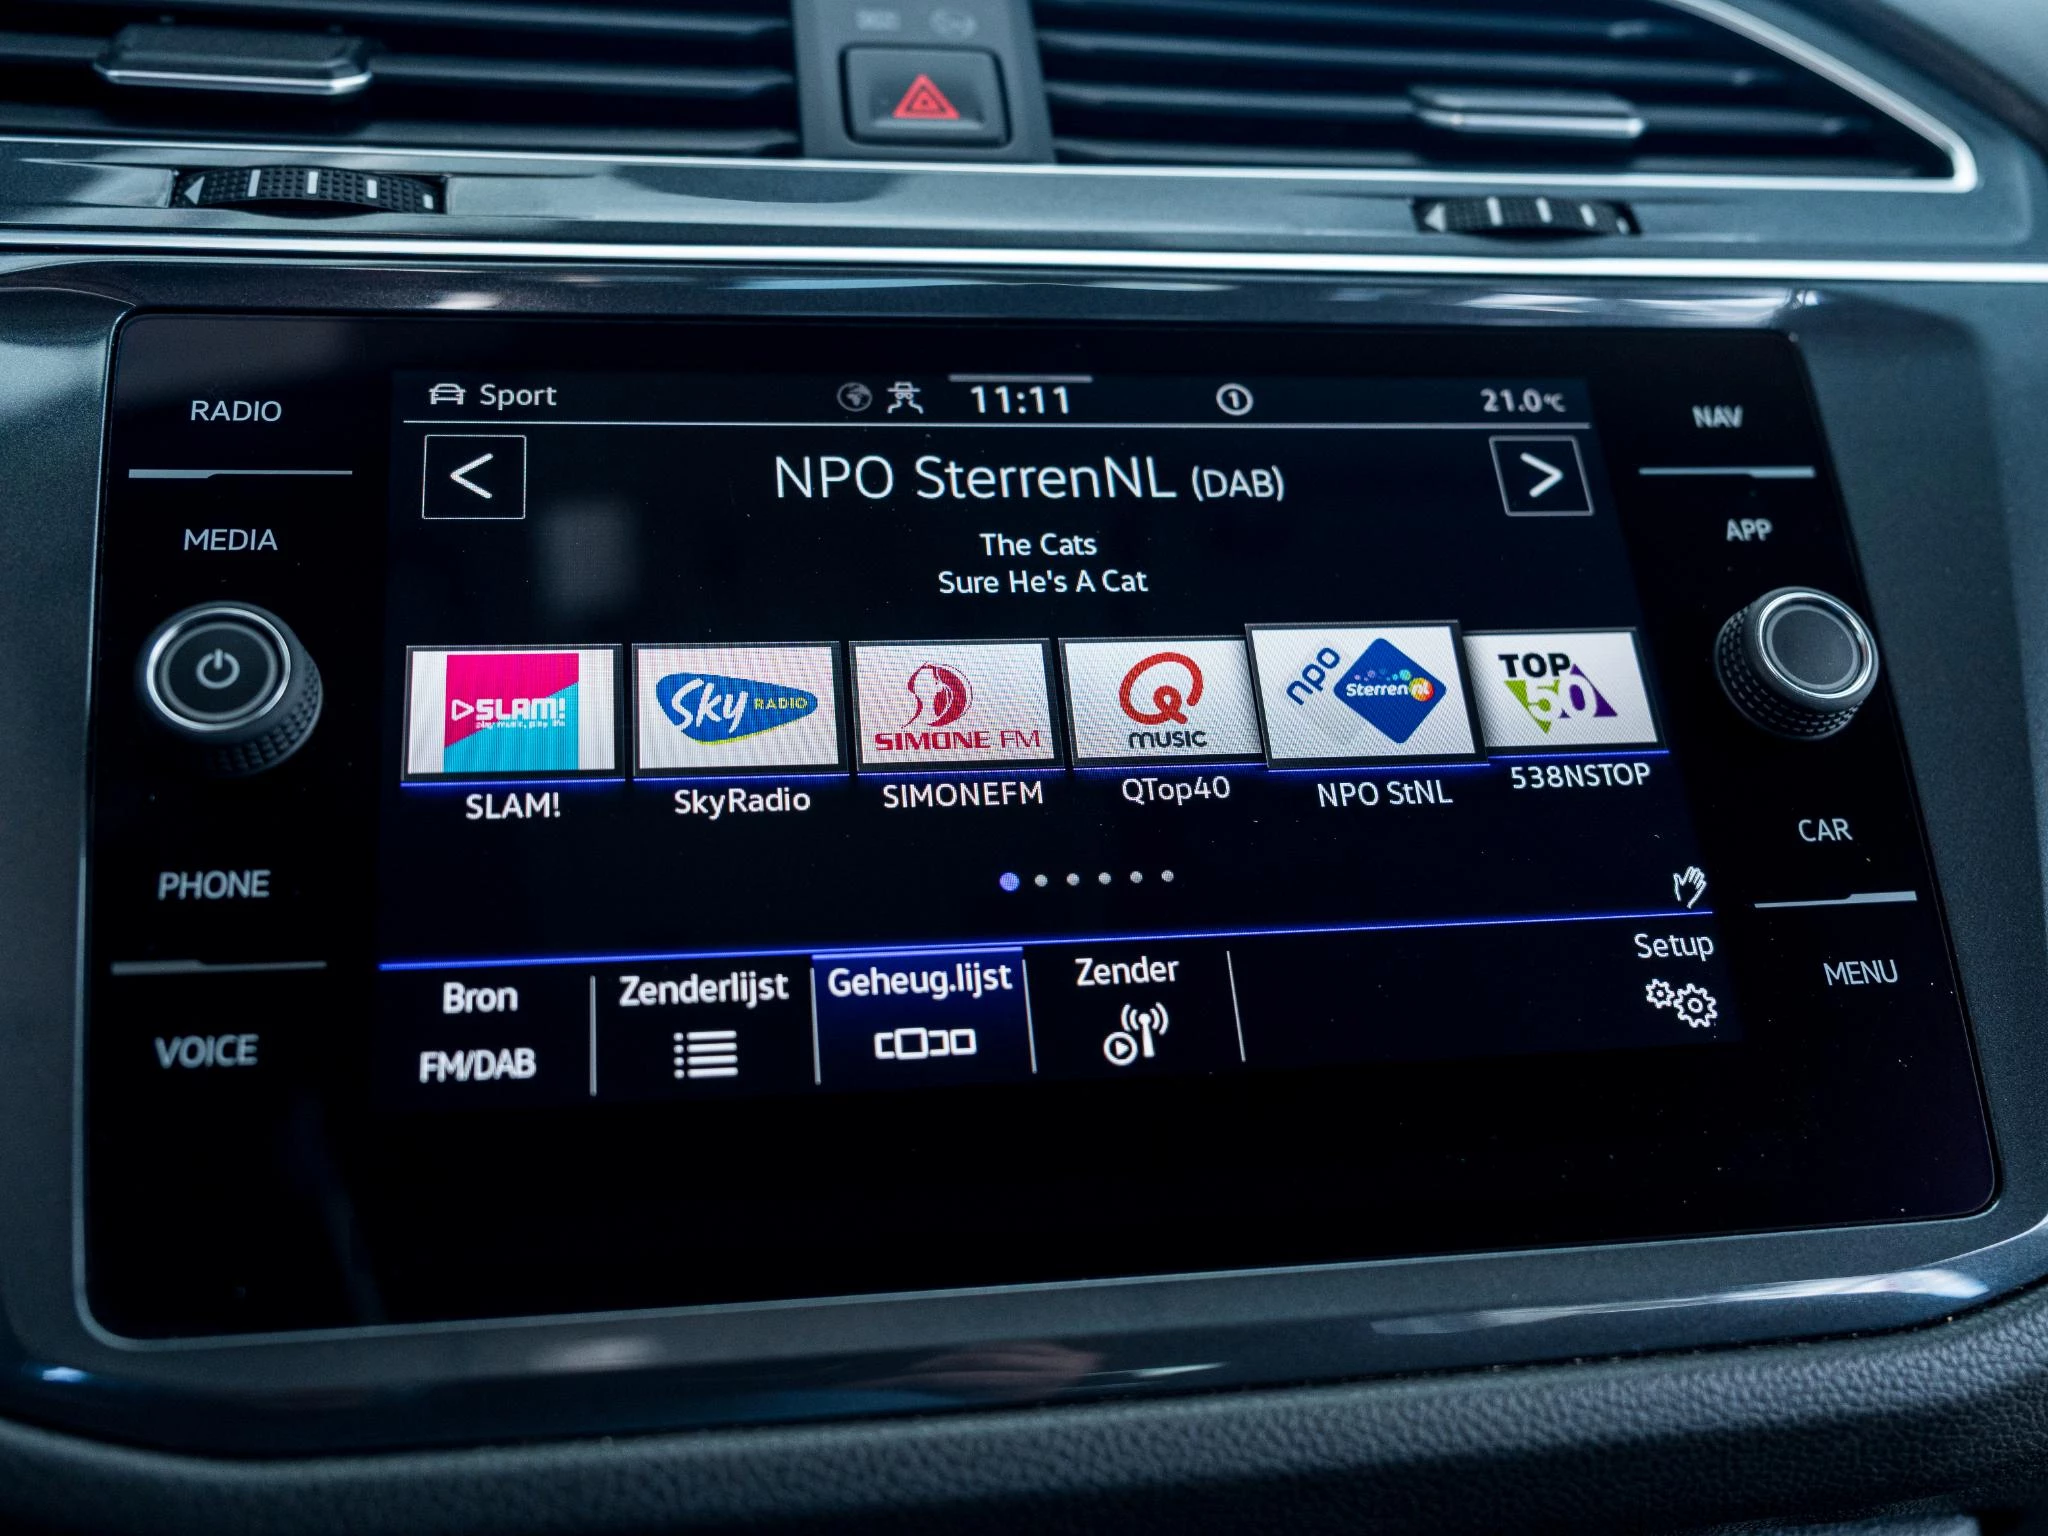 RADIO
MEDIA
PHONE
VOICE
Sport
11:11
1
21.0°C
<
NPO SterrenNL (DAB)
>
The Cats
Sure He's A Cat
SLAM!
Sky RADIO
SIMONE FM
Q
MUSIC
npo
Sterren nl
TOP
50
SLAM!
SkyRadio
SIMONEFM
QTop40
NPO StNL
538NSTOP
Bron
FM/DAB
Zenderlijst
Geheug.lijst
Zender
Setup
NAV
APP
CAR
MENU